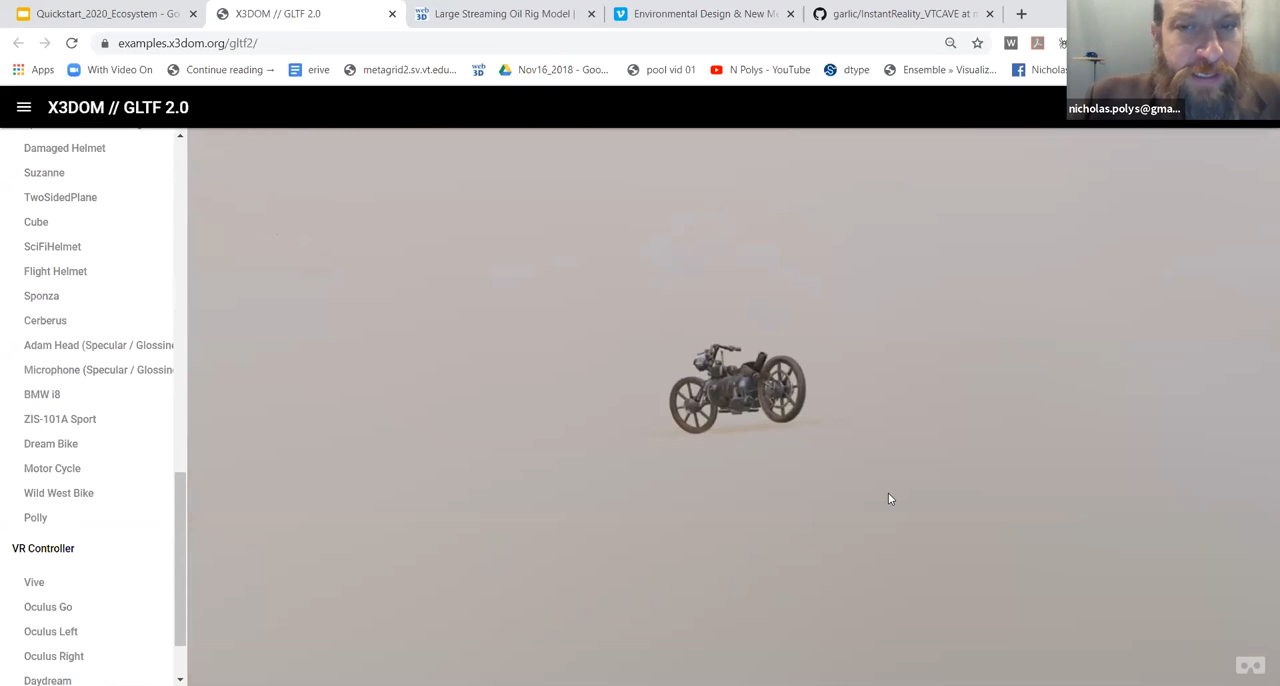 Quickstart_2020_Ecosystem - Go
X3DOM // GLTF 2.0
Large Streaming Oil Rig Model |
Environmental Design & New Me
garlic/InstantReality_VTCAVE at m
examples.x3dom.org/gltf2/
Apps
With Video On
Continue reading →
erive
metagrid2.sv.vt.edu...
web3D
Nov16_2018 - Goo...
pool vid 01
N Polys - YouTube
dtype
Ensemble » Visualiz...
Nichola
nicholas.polys@gma...
X3DOM // GLTF 2.0
Damaged Helmet
Suzanne
TwoSidedPlane
Cube
SciFiHelmet
Flight Helmet
Sponza
Cerberus
Adam Head (Specular / Glossin
Microphone (Specular / Glossin
BMW i8
ZIS-101A Sport
Dream Bike
Motor Cycle
Wild West Bike
Polly
VR Controller
Vive
Oculus Go
Oculus Left
Oculus Right
Daydream